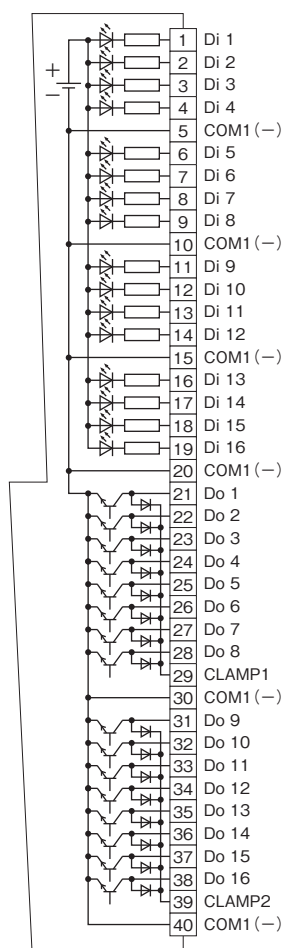 +
−
1 Di 1
2 Di 2
3 Di 3
4 Di 4
5 COM1(−)
6 Di 5
7 Di 6
8 Di 7
9 Di 8
10 COM1(−)
11 Di 9
12 Di 10
13 Di 11
14 Di 12
15 COM1(−)
16 Di 13
17 Di 14
18 Di 15
19 Di 16
20 COM1(−)
21 Do 1
22 Do 2
23 Do 3
24 Do 4
25 Do 5
26 Do 6
27 Do 7
28 Do 8
29 CLAMP1
30 COM1(−)
31 Do 9
32 Do 10
33 Do 11
34 Do 12
35 Do 13
36 Do 14
37 Do 15
38 Do 16
39 CLAMP2
40 COM1(−)